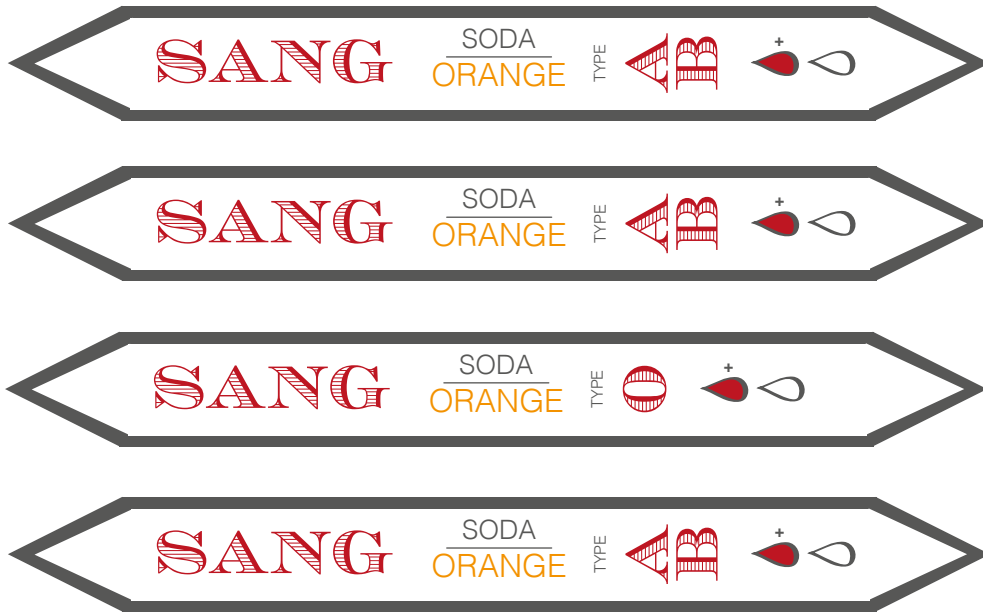 SANG
SODA
ORANGE
TYPE
AB
+
SANG
SODA
ORANGE
TYPE
AB
+
SANG
SODA
ORANGE
TYPE
O
+
SANG
SODA
ORANGE
TYPE
AB
+